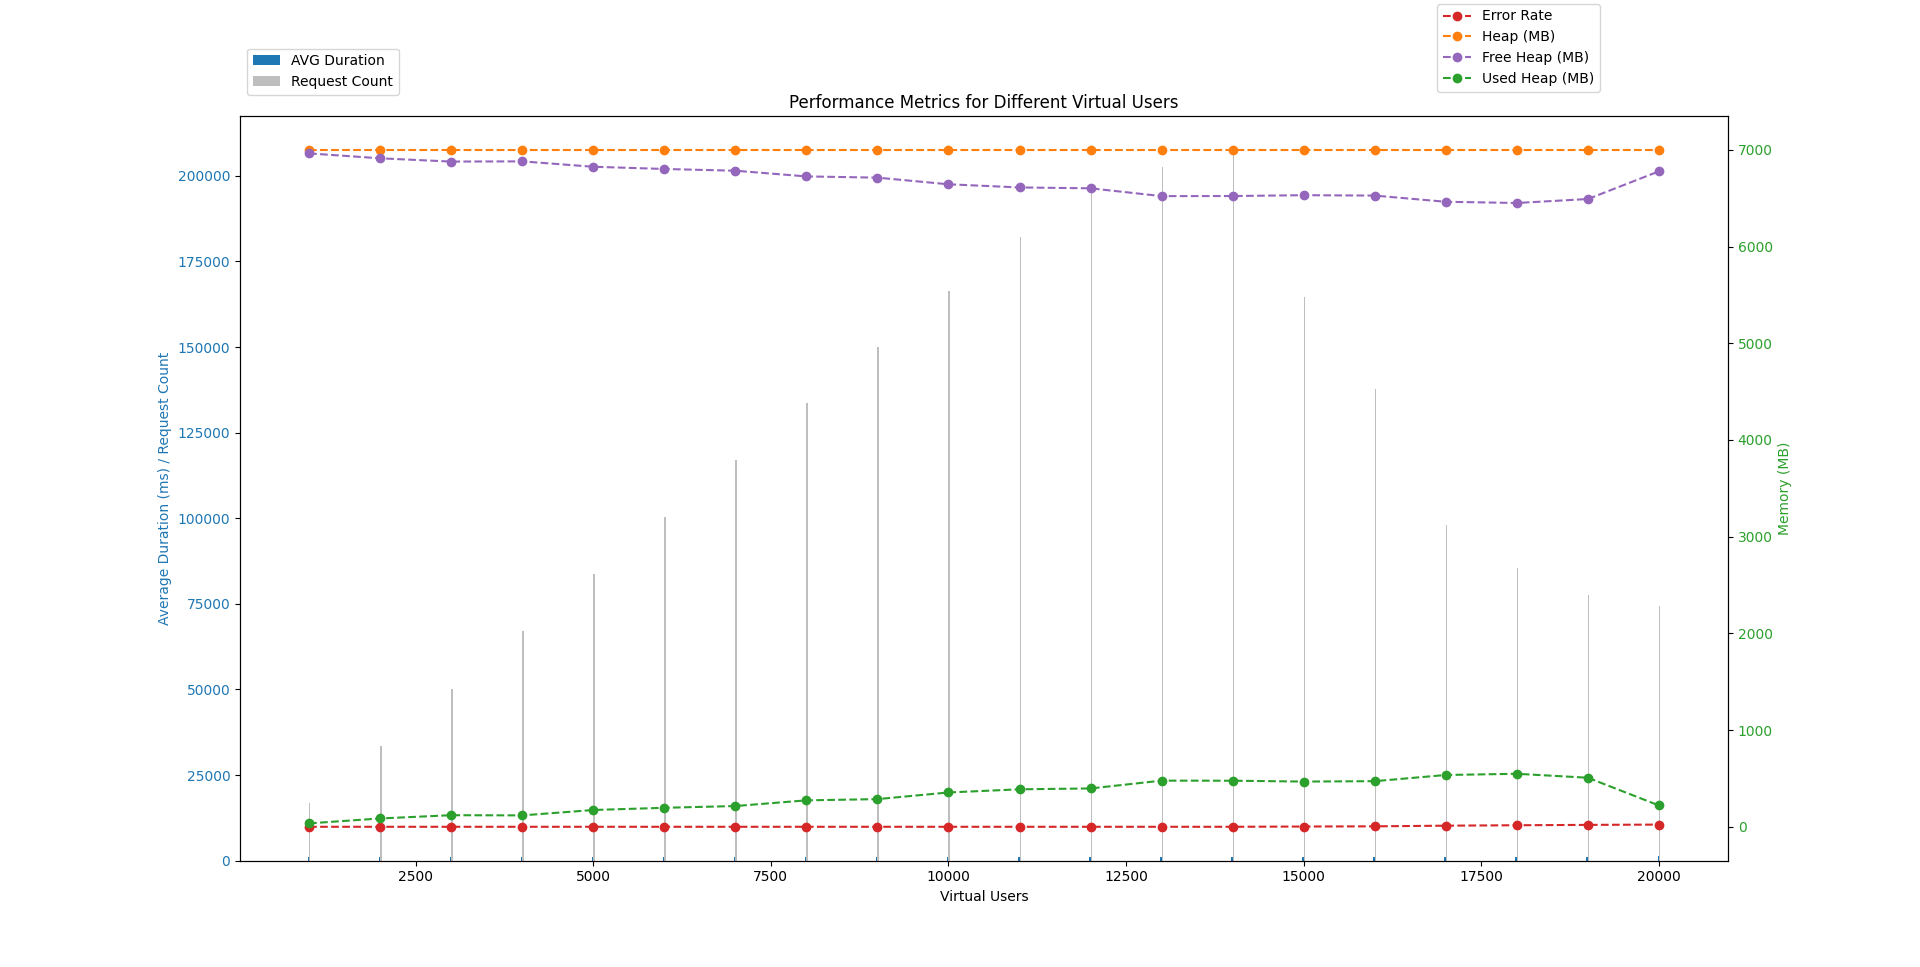 Error Rate
Heap (MB)
Free Heap (MB)
Used Heap (MB)
AVG Duration
Request Count
Performance Metrics for Different Virtual Users
200000
175000
150000
125000
100000
75000
50000
25000
0
Average Duration (ms) / Request Count
7000
6000
5000
4000
3000
2000
1000
0
Memory (MB)
2500 5000 7500 10000 12500 15000 17500 20000
Virtual Users